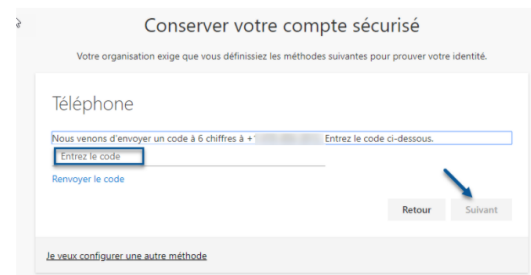 Conserver votre compte sécurisé
Votre organisation exige que vous définissiez les méthodes suivantes pour prouver votre identité.
Téléphone
Nous venons d'envoyer un code à 6 chiffres à +1 Entrez le code ci-dessous.
Entrez le code
Renvoyer le code
Retour Suivant
Je veux configurer une autre méthode